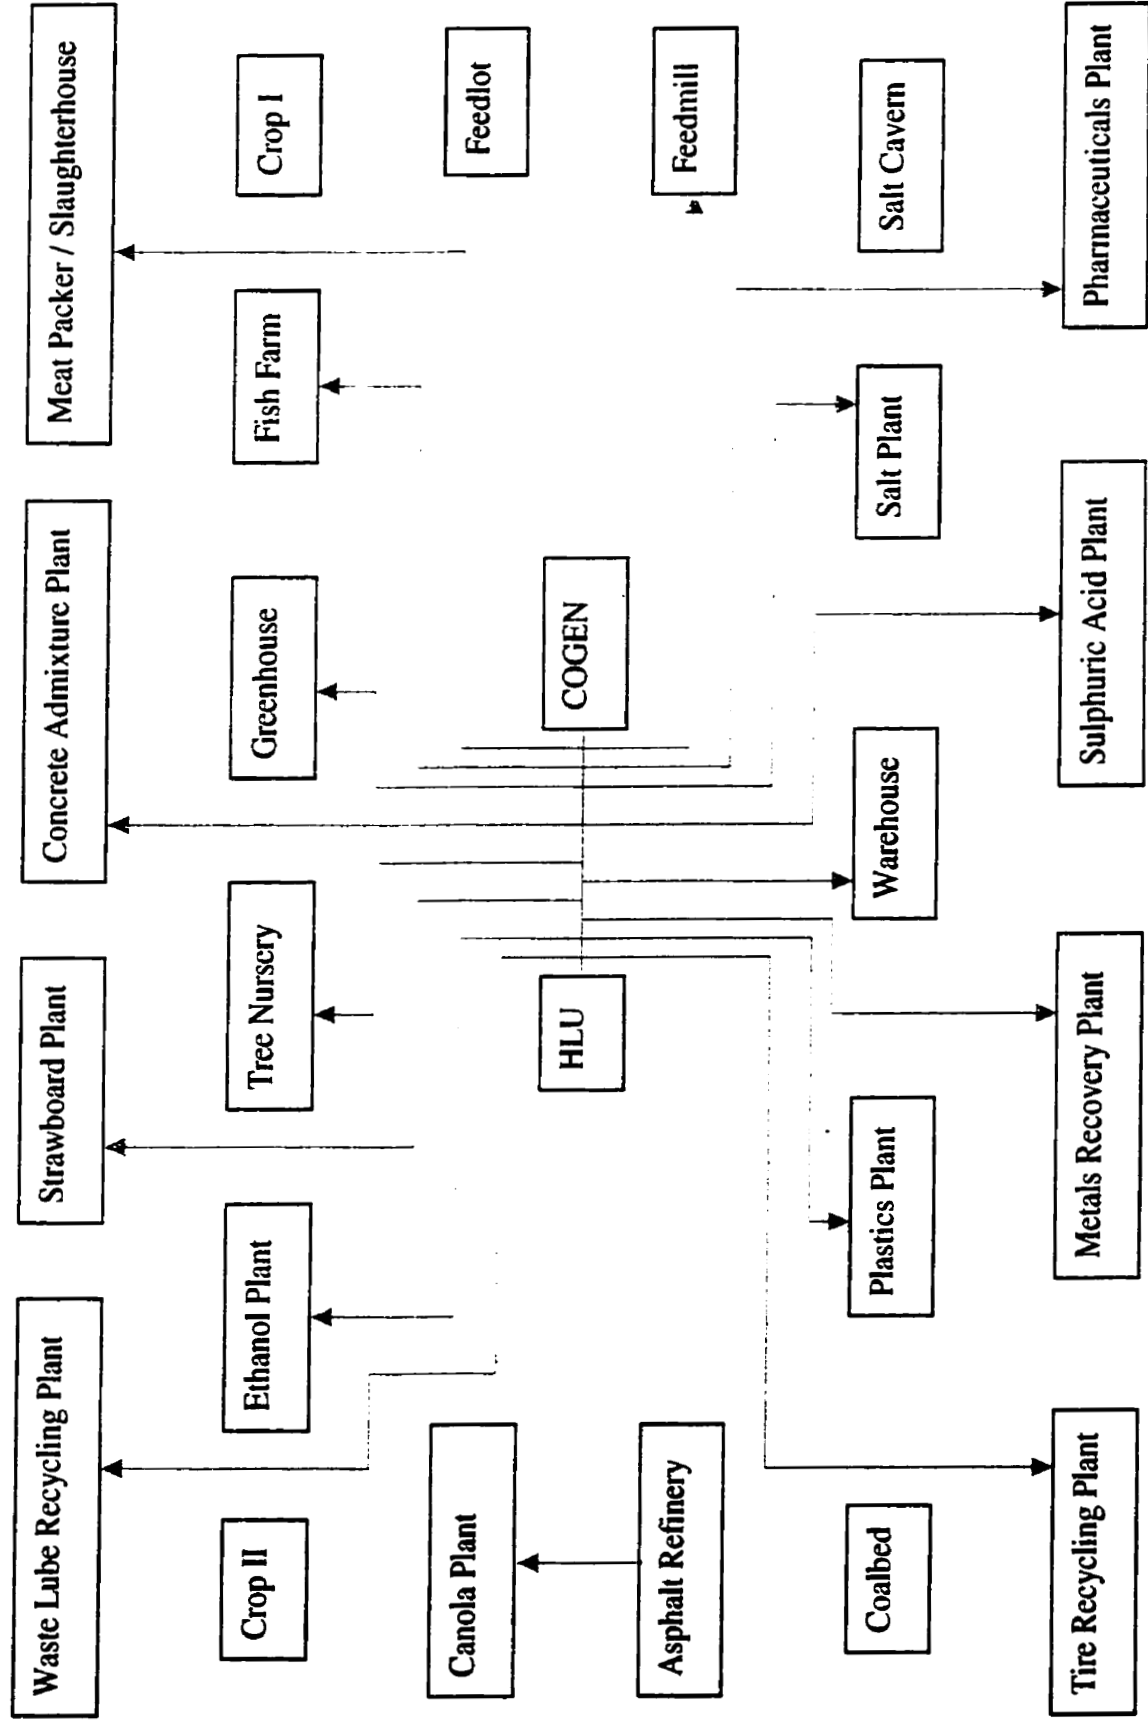 Waste Lube Recycling Plant
Strawboard Plant
Concrete Admixture Plant
Meat Packer / Slaughterhouse
Crop II
Ethanol Plant
Tree Nursery
Greenhouse
Fish Farm
Crop I
Canola Plant
Feedlot
HLU
COGEN
Asphalt Refinery
Feedmill
Coalbed
Plastics Plant
Warehouse
Salt Plant
Salt Cavern
Tire Recycling Plant
Metals Recovery Plant
Sulphuric Acid Plant
Pharmaceuticals Plant